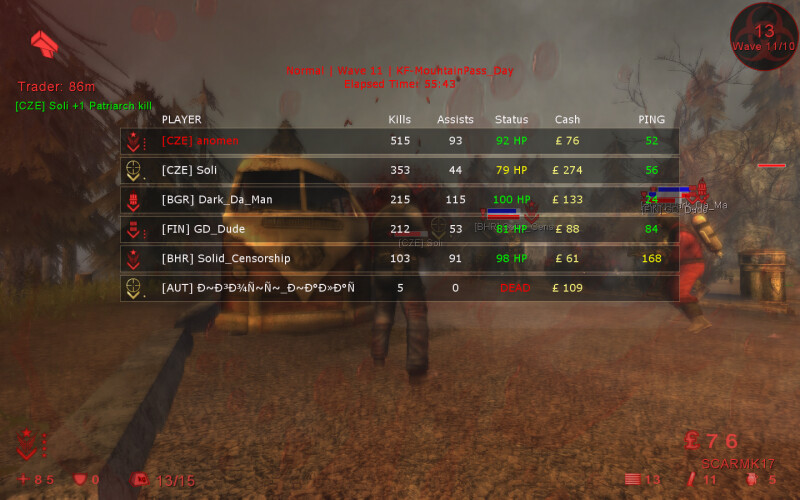 13
Wave 11/10
Normal | Wave 11 | KF-MountainPass_Day
Elapsed Timer 55:43
Trader: 86m
[CZE] Soli +1 Patriarch kill
PLAYER Kills Assists Status Cash PING
[CZE] anomen 515 93 92 HP £ 76 52
[CZE] Soli 353 44 79 HP £ 274 56
[BGR] Dark_Da_Man 215 115 100 HP £ 133 24
[FIN] GD_Dude 212 53 81 HP £ 88 84
[CZE] Soli
[BHR] Solid_Censorship 103 91 98 HP £ 61 168
[AUT] Ð~Ð³Ð¾Ñ~Ñ~_Ð~Ð°Ð»Ð°Ñ 5 0 DEAD £ 109
£ 76
SCARMK17
85 0 13/15 13 11 5